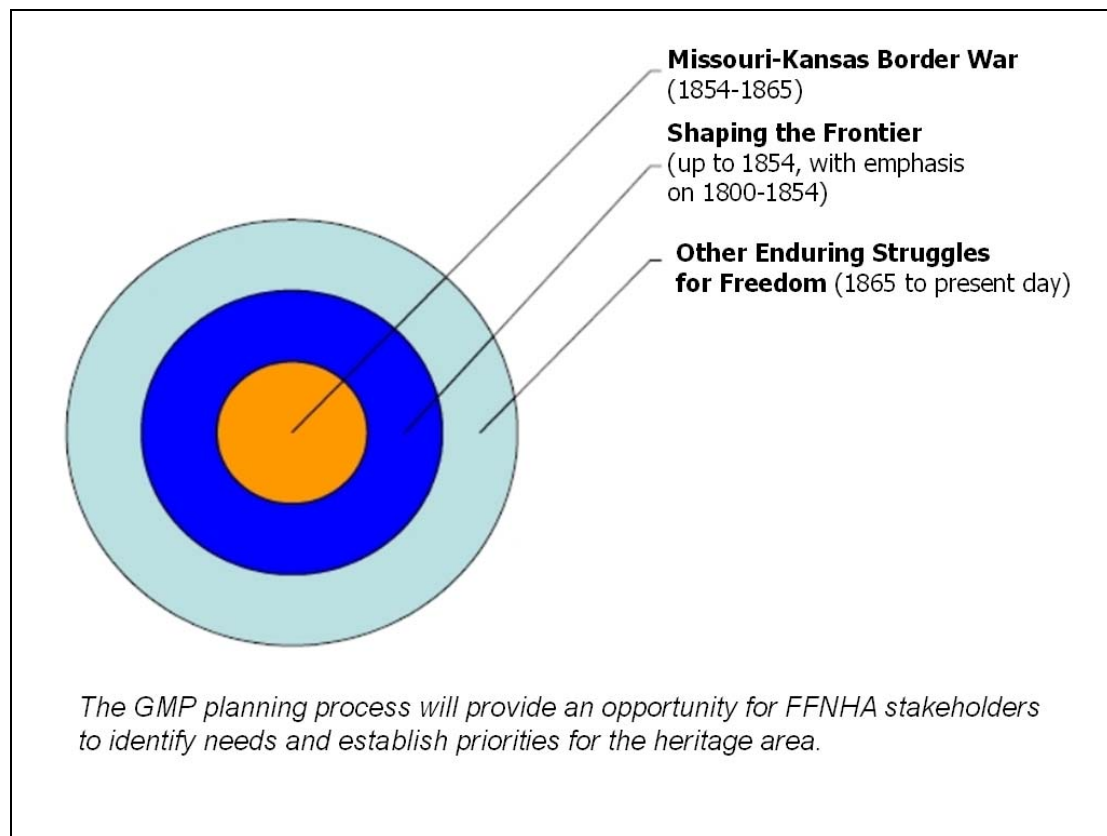 Missouri-Kansas Border War
(1854-1865)
Shaping the Frontier
(up to 1854, with emphasis
on 1800-1854)
Other Enduring Struggles
for Freedom (1865 to present day)
The GMP planning process will provide an opportunity for FFNHA stakeholders
to identify needs and establish priorities for the heritage area.